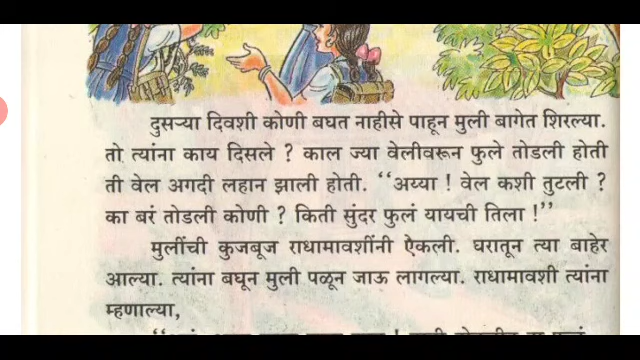 दुसऱ्या दिवशी कोणी बघत नाहीसे पाहून मुली बागेत शिरल्या.
तो त्यांना काय दिसले ? काल ज्या वेलीवरून फुले तोडली होती
ती वेल अगदी लहान झाली होती. “अय्या ! वेल कशी तुटली ?
का बरं तोडली कोणी ? किती सुंदर फुलं यायची तिला !”
मुलींची कुजबूज राधामावशींनी ऐकली. घरातून त्या बाहेर
आल्या. त्यांना बघून मुली पळून जाऊ लागल्या. राधामावशी त्यांना
म्हणाल्या,